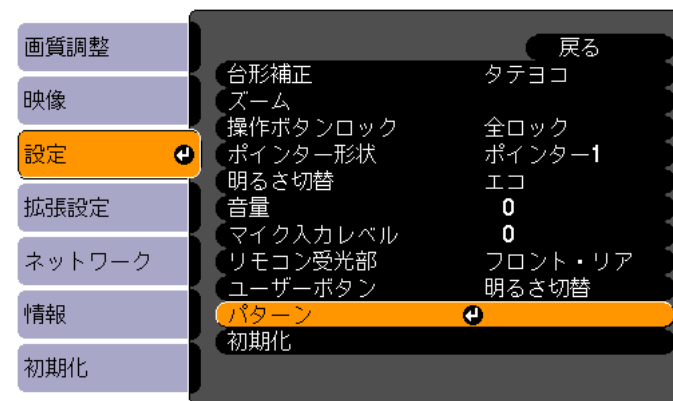 画質調整
映像
設定
拡張設定
ネットワーク
情報
初期化
戻る
台形補正 タテヨコ
ズーム
操作ボタンロック 全ロック
ポインター形状 ポインター1
明るさ切替 エコ
音量 0
マイク入力レベル 0
リモコン受光部 フロント・リア
ユーザーボタン 明るさ切替
パターン
初期化